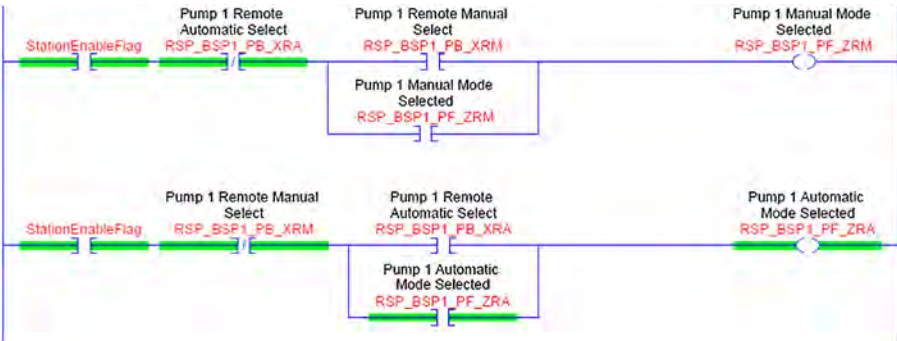 Pump 1 Remote
Automatic Select
Pump 1 Remote Manual
Select
Pump 1 Manual Mode
Selected
StationEnableFlag
RSP_BSP1_PB_XRA
RSP_BSP1_PB_XRM
RSP_BSP1_PF_ZRM
Pump 1 Manual Mode
Selected
RSP_BSP1_PF_ZRM
Pump 1 Remote Manual
Select
Pump 1 Remote
Automatic Select
Pump 1 Automatic
Mode Selected
StationEnableFlag
RSP_BSP1_PB_XRM
RSP_BSP1_PB_XRA
RSP_BSP1_PF_ZRA
Pump 1 Automatic
Mode Selected
RSP_BSP1_PF_ZRA